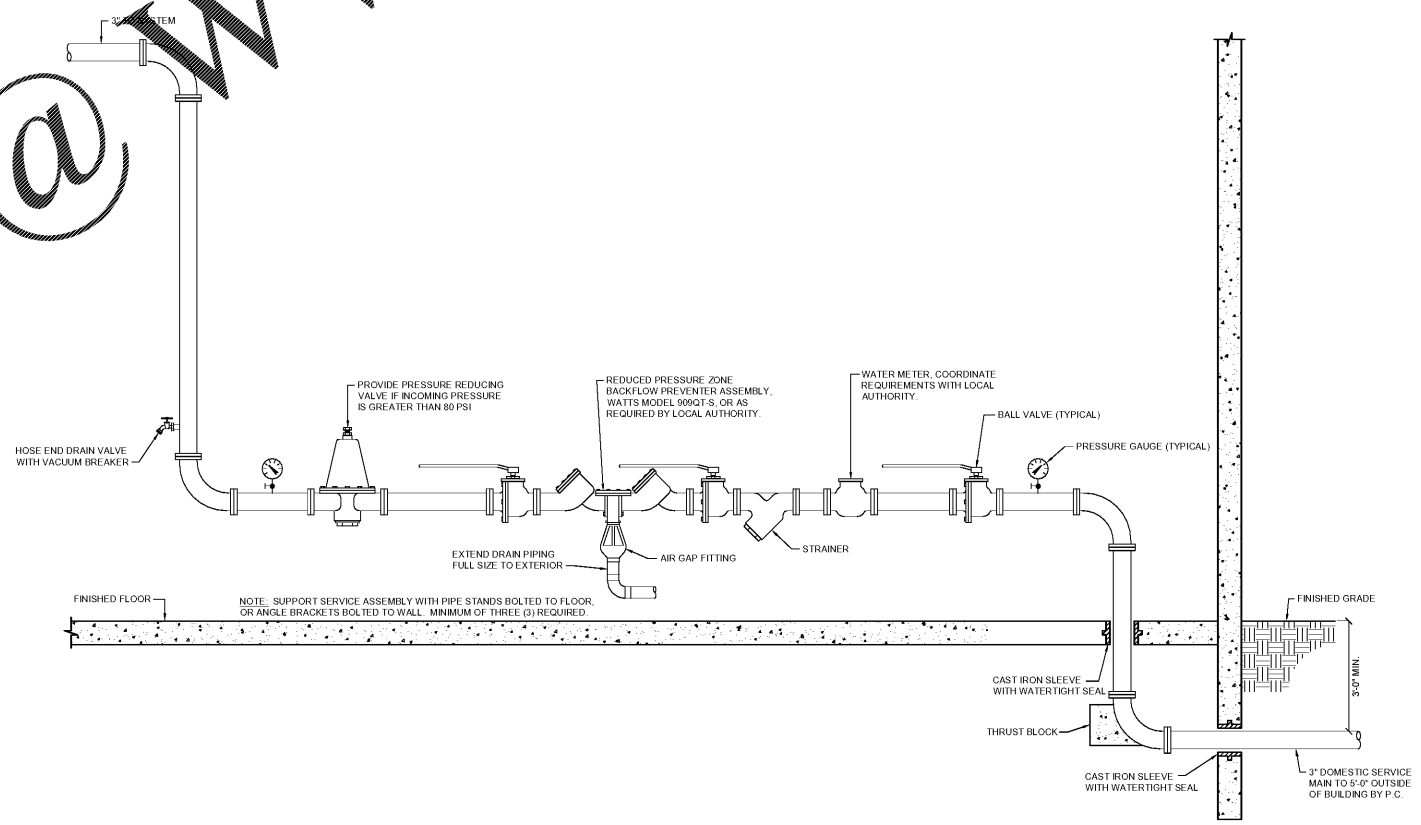 3" SYSTEM
@ W
PROVIDE PRESSURE REDUCING
VALVE IF INCOMING PRESSURE
IS GREATER THAN 80 PSI
REDUCED PRESSURE ZONE
BACKFLOW PREVENTER ASSEMBLY,
WATTS MODEL 909QT-S, OR AS
REQUIRED BY LOCAL AUTHORITY.
WATER METER, COORDINATE
REQUIREMENTS WITH LOCAL
AUTHORITY.
BALL VALVE (TYPICAL)
PRESSURE GAUGE (TYPICAL)
HOSE END DRAIN VALVE
WITH VACUUM BREAKER
STRAINER
EXTEND DRAIN PIPING
FULL SIZE TO EXTERIOR
AIR GAP FITTING
FINISHED FLOOR
NOTE: SUPPORT SERVICE ASSEMBLY WITH PIPE STANDS BOLTED TO FLOOR,
OR ANGLE BRACKETS BOLTED TO WALL. MINIMUM OF THREE (3) REQUIRED.
FINISHED GRADE
3'-0" MIN.
CAST IRON SLEEVE
WITH WATERTIGHT SEAL
THRUST BLOCK
CAST IRON SLEEVE
WITH WATERTIGHT SEAL
3" DOMESTIC SERVICE
MAIN TO 5'-0" OUTSIDE
OF BUILDING BY P.C.